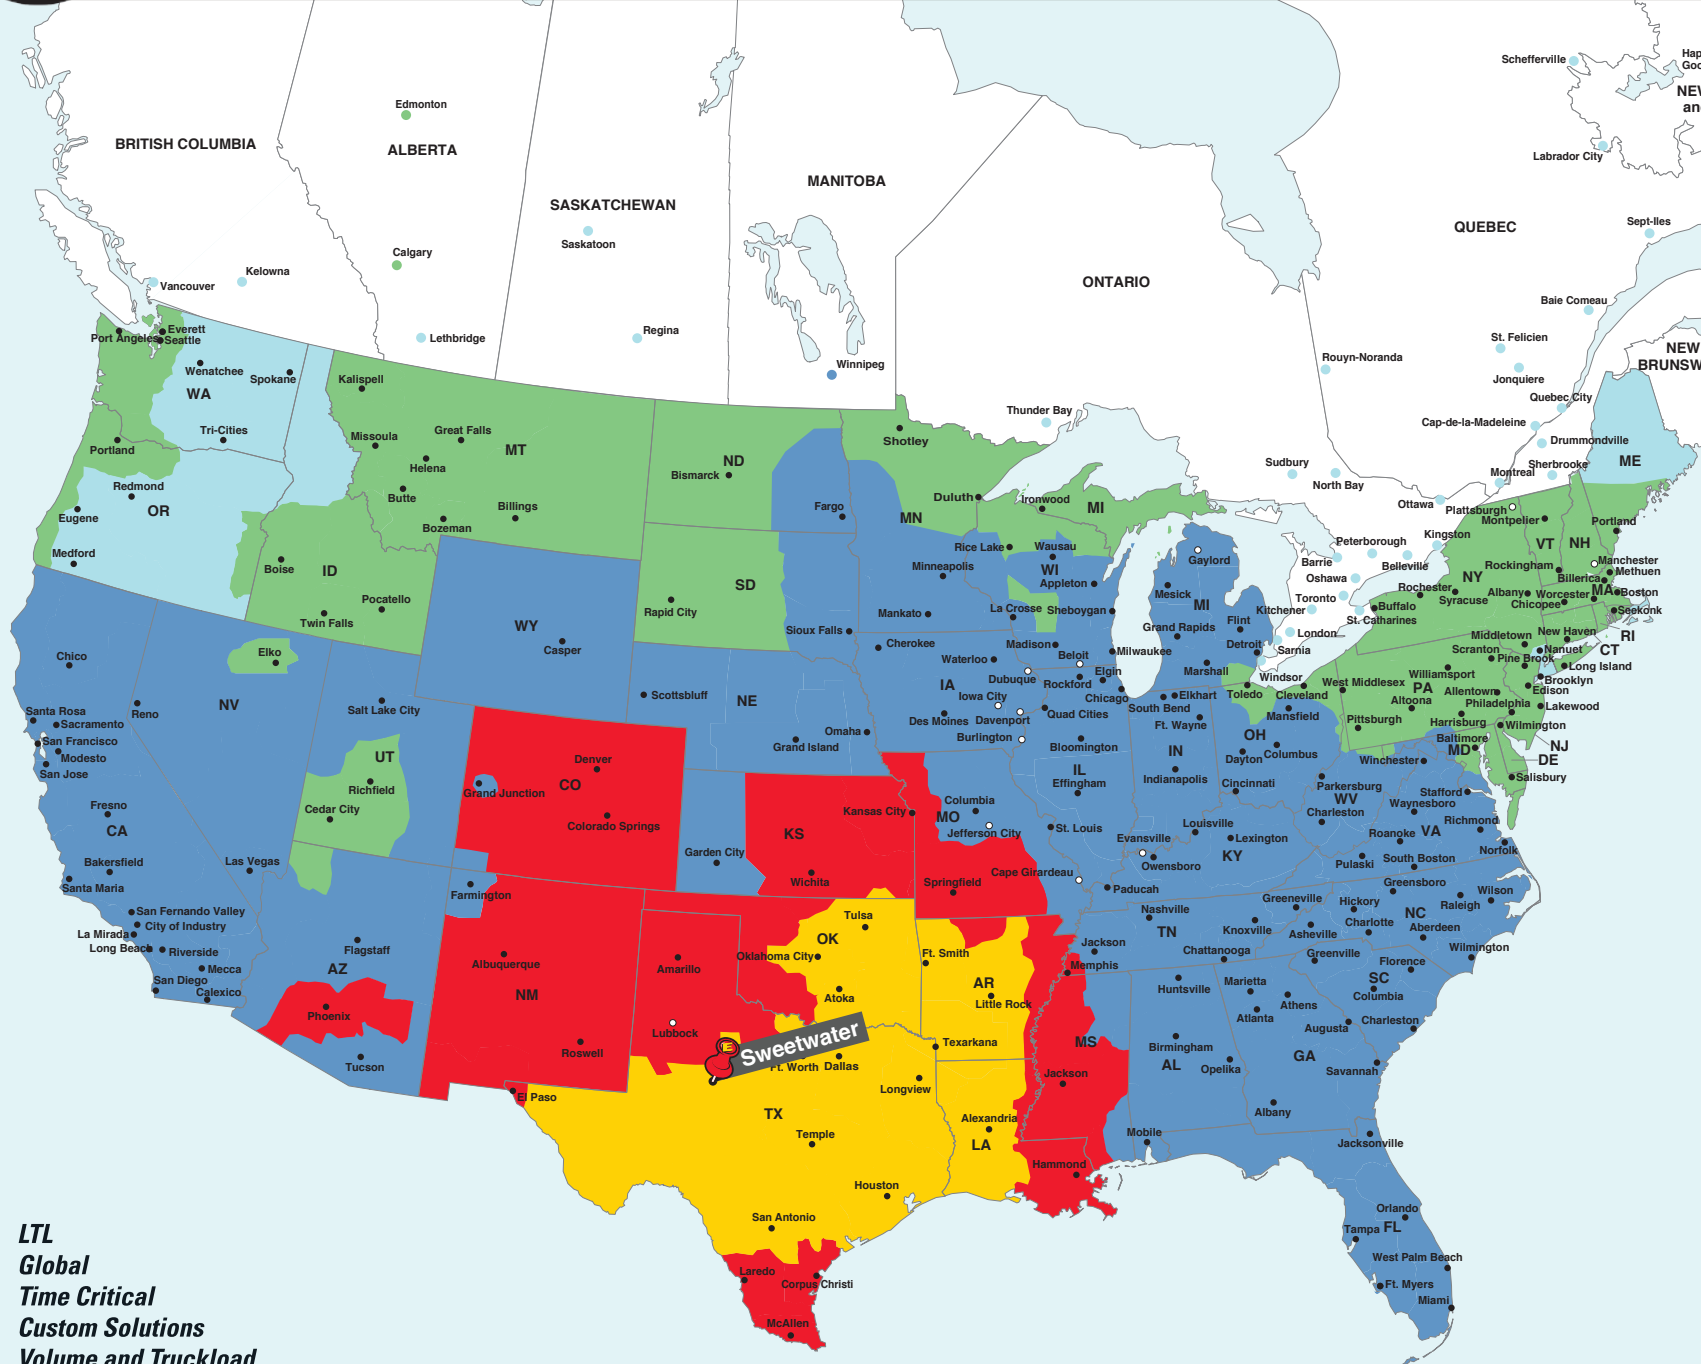 Schefferville
Hap
Goo
NEW
an
Labrador City
Edmonton
BRITISH COLUMBIA
ALBERTA
MANITOBA
SASKATCHEWAN
Saskatoon
QUEBEC
Sept-Iles
Calgary
Kelowna
Vancouver
ONTARIO
Baie Comeau
Everett
Port Angeles
Seattle
Lethbridge
Regina
Winnipeg
Rouyn-Noranda
St. Felicien
Jonquiere
NEW
BRUNSW
Wenatchee
Spokane
WA
Kalispell
Thunder Bay
Quebec City
Cap-de-la-Madeleine
Drummondville
Tri-Cities
Missoula
Great Falls
MT
Helena
Shotley
Portland
ND
Bismarck
Sudbury
North Bay
Montreal
Sherbrooke
ME
Redmond
OR
Butte
Billings
Bozeman
Fargo
MN
Duluth
Ironwood
MI
Ottawa
Plattsburgh
Montpelier
Portland
Eugene
Medford
Boise
ID
Pocatello
Twin Falls
Rapid City
SD
Sioux Falls
Rice Lake
Wausau
WI
Appleton
Minneapolis
Mankato
La Crosse
Sheboygan
Gaylord
Mesick
MI
Grand Rapids
Flint
Detroit
Peterborough
Kingston
Barrie
Belleville
Oshawa
Toronto
Kitchener
London
Sarnia
St. Catharines
Rochester
Buffalo
Syracuse
NY
VT
NH
Rockingham
Manchester
Methuen
Billerica
MA
Albany
Worcester
Boston
Chicopee
Seekonk
RI
CT
Middletown
New Haven
Nanuet
Scranton
Pine Brook
Long Island
Williamsport
Brooklyn
Edison
WY
Casper
Elko
Chico
NV
Reno
Salt Lake City
Scottsbluff
NE
Grand Island
Omaha
Cherokee
Waterloo
IA
Iowa City
Des Moines
Davenport
Burlington
Dubuque
Madison
Beloit
Rockford
Elgin
Chicago
Milwaukee
Quad Cities
Bloomington
IL
Effingham
Elkhart
South Bend
Ft. Wayne
Marshall
IN
Indianapolis
Windsor
Toledo
Cleveland
Mansfield
OH
Dayton
Columbus
Cincinnati
West Middlesex
PA
Altoona
Allentown
Philadelphia
Lakewood
Pittsburgh
Harrisburg
Wilmington
Baltimore
MD
NJ
DE
Salisbury
Winchester
Parkersburg
WV
Charleston
Stafford
Waynesboro
VA
Richmond
Roanoke
Norfolk
Pulaski
South Boston
Santa Rosa
Sacramento
San Francisco
Modesto
San Jose
Fresno
CA
Bakersfield
Santa Maria
Las Vegas
UT
Richfield
Cedar City
Denver
CO
Grand Junction
Colorado Springs
Farmington
Kansas City
KS
Garden City
Wichita
Columbia
MO
Jefferson City
St. Louis
Cape Girardeau
Springfield
Evansville
Louisville
Lexington
Owensboro
KY
Paducah
San Fernando Valley
City of Industry
La Mirada
Long Beach
Riverside
Mecca
San Diego
Calexico
Flagstaff
AZ
Phoenix
Tucson
Albuquerque
NM
Roswell
El Paso
Amarillo
Lubbock
Tulsa
OK
Oklahoma City
Atoka
Ft. Smith
AR
Little Rock
Nashville
TN
Jackson
Memphis
Greeneville
Knoxville
Chattanooga
Hickory
Asheville
Greensboro
Wilson
Raleigh
NC
Charlotte
Aberdeen
Wilmington
Greenville
Florence
SC
Columbia
Charleston
Huntsville
Marietta
Athens
Atlanta
Augusta
GA
Savannah
Albany
Birmingham
AL
Opelika
Mobile
MS
Jackson
E
Sweetwater
Ft. Worth
Dallas
Texarkana
Longview
TX
Temple
Alexandria
LA
Hammond
Houston
San Antonio
Laredo
Corpus Christi
McAllen
Jacksonville
Orlando
Tampa
FL
West Palm Beach
Ft. Myers
Miami
LTL
Global
Time Critical
Custom Solutions
Volume and Truckload